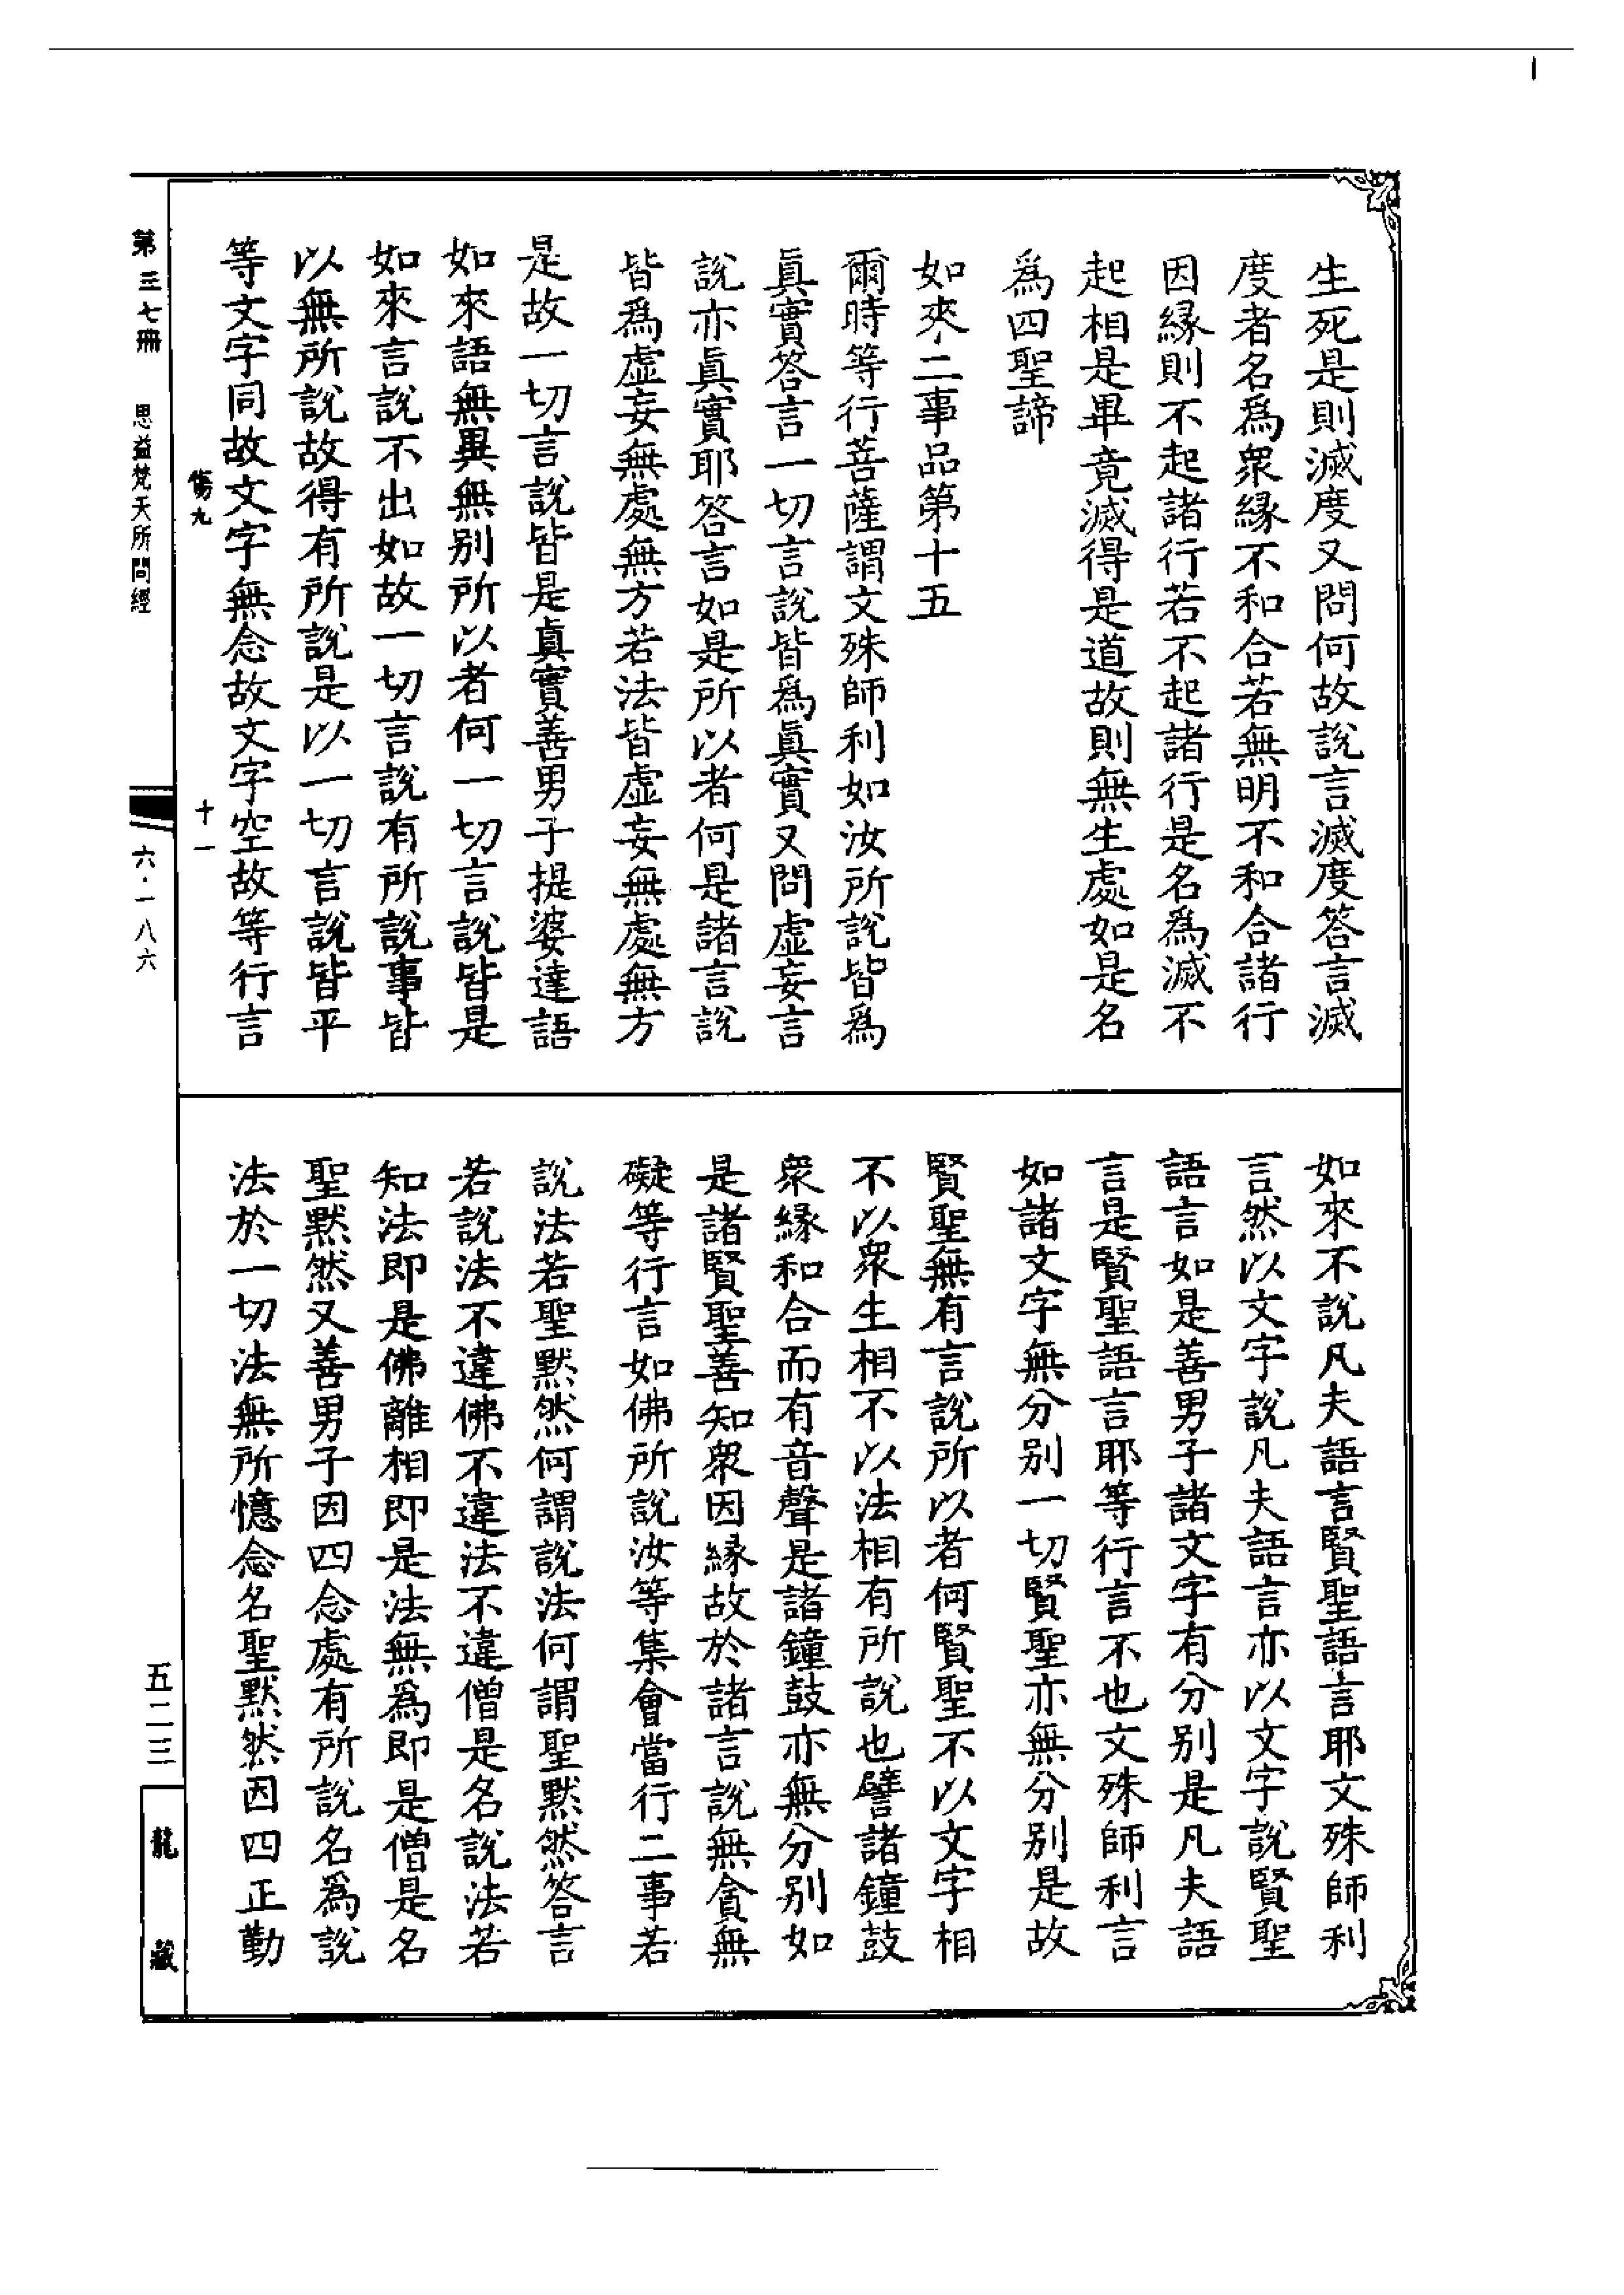 生死是則滅度又問何故說言滅度答言滅
度者名爲衆緣不和合若無明不和合諸行
因緣則不起諸行若不起諸行是名爲滅不
起相是畢竟滅得是道故則無生處如是名
爲四聖諦
如來二事品第十五
爾時等行菩薩謂文殊師利如汝所說皆爲
眞實答言一切言說皆爲眞實又問虛妄言
說亦眞實耶答言如是所以者何是諸言說
皆爲虛妄無處無方若法皆虛妄無處無方
是故一切言說皆是眞實善男子提婆達語
如來語無異無別所以者何一切言說皆是
如來言說不出如故一切言說有所說事皆
以無所說故得有所說是以一切言說皆平
等文字同故文字無念故文字空故等行言
如來不說凡夫語言賢聖語言耶文殊師利
言然以文字說凡夫語言亦以文字說賢聖
語言如是善男子諸文字有分別是凡夫語
言是賢聖語言耶等行言不也文殊師利言
如諸文字無分別一切賢聖亦無分別是故
賢聖無有言說所以者何賢聖不以文字相
不以衆生相不以法相有所說也譬諸鐘鼓
衆緣和合而有音聲是諸鐘鼓亦無分別如
是諸賢聖善知衆因緣故於諸言說無貪無
礙等行言如佛所說汝等集會當行二事若
說法若聖默然何謂說法何謂聖默然答言
若說法不違佛不違法不違僧是名說法若
知法即是佛離相即是法無爲即是僧是名
聖默然又善男子因四念處有所說名爲說
法於一切法無所憶念名聖默然因四正勤
傷九
十一
第三七冊
思益梵天所問經
六·一八六
五二三
龍藏